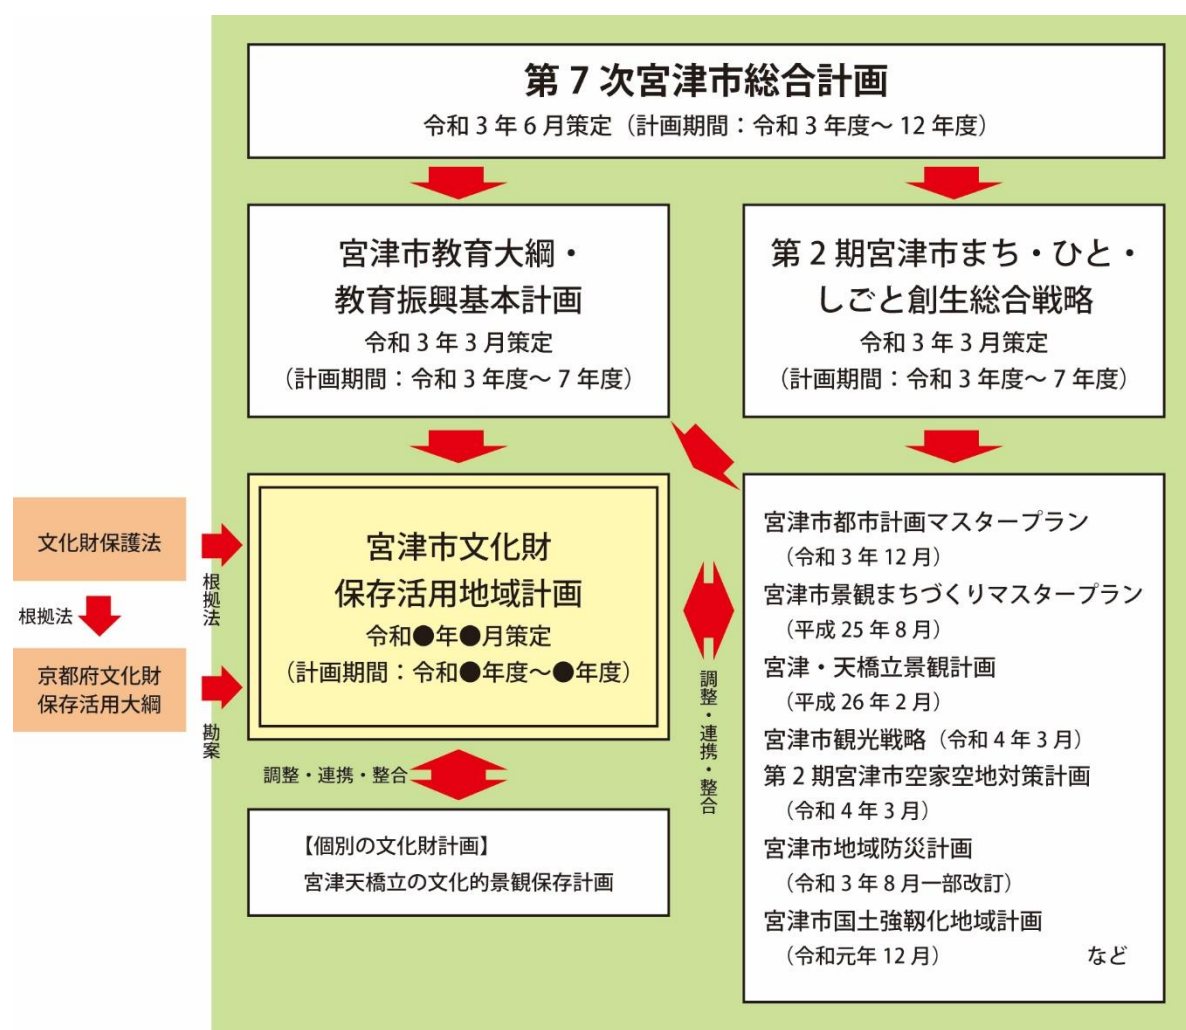 第 7 次宮津市総合計画
令和 3 年 6 月策定（計画期間：令和 3 年度～ 12 年度）
宮津市教育大綱・
教育振興基本計画
令和 3 年 3 月策定
（計画期間：令和 3 年度～ 7 年度）
第 2 期宮津市まち・ひと・
しごと創生総合戦略
令和 3 年 3 月策定
（計画期間：令和 3 年度～ 7 年度）
文化財保護法
根拠法
根拠法
京都府文化財
保存活用大綱
勘案
宮津市文化財
保存活用地域計画
令和●年●月策定
（計画期間：令和●年度～●年度）
調整・連携・整合
調整・連携・整合
【個別の文化財計画】
宮津天橋立の文化的景観保存計画
宮津市都市計画マスタープラン
（令和 3 年 12 月）
宮津市景観まちづくりマスタープラン
（平成 25 年 8 月）
宮津・天橋立景観計画
（平成 26 年 2 月）
宮津市観光戦略（令和 4 年 3 月）
第 2 期宮津市空家空地対策計画
（令和 4 年 3 月）
宮津市地域防災計画
（令和 3 年 8 月一部改訂）
宮津市国土強靱化地域計画
（令和元年 12 月） など